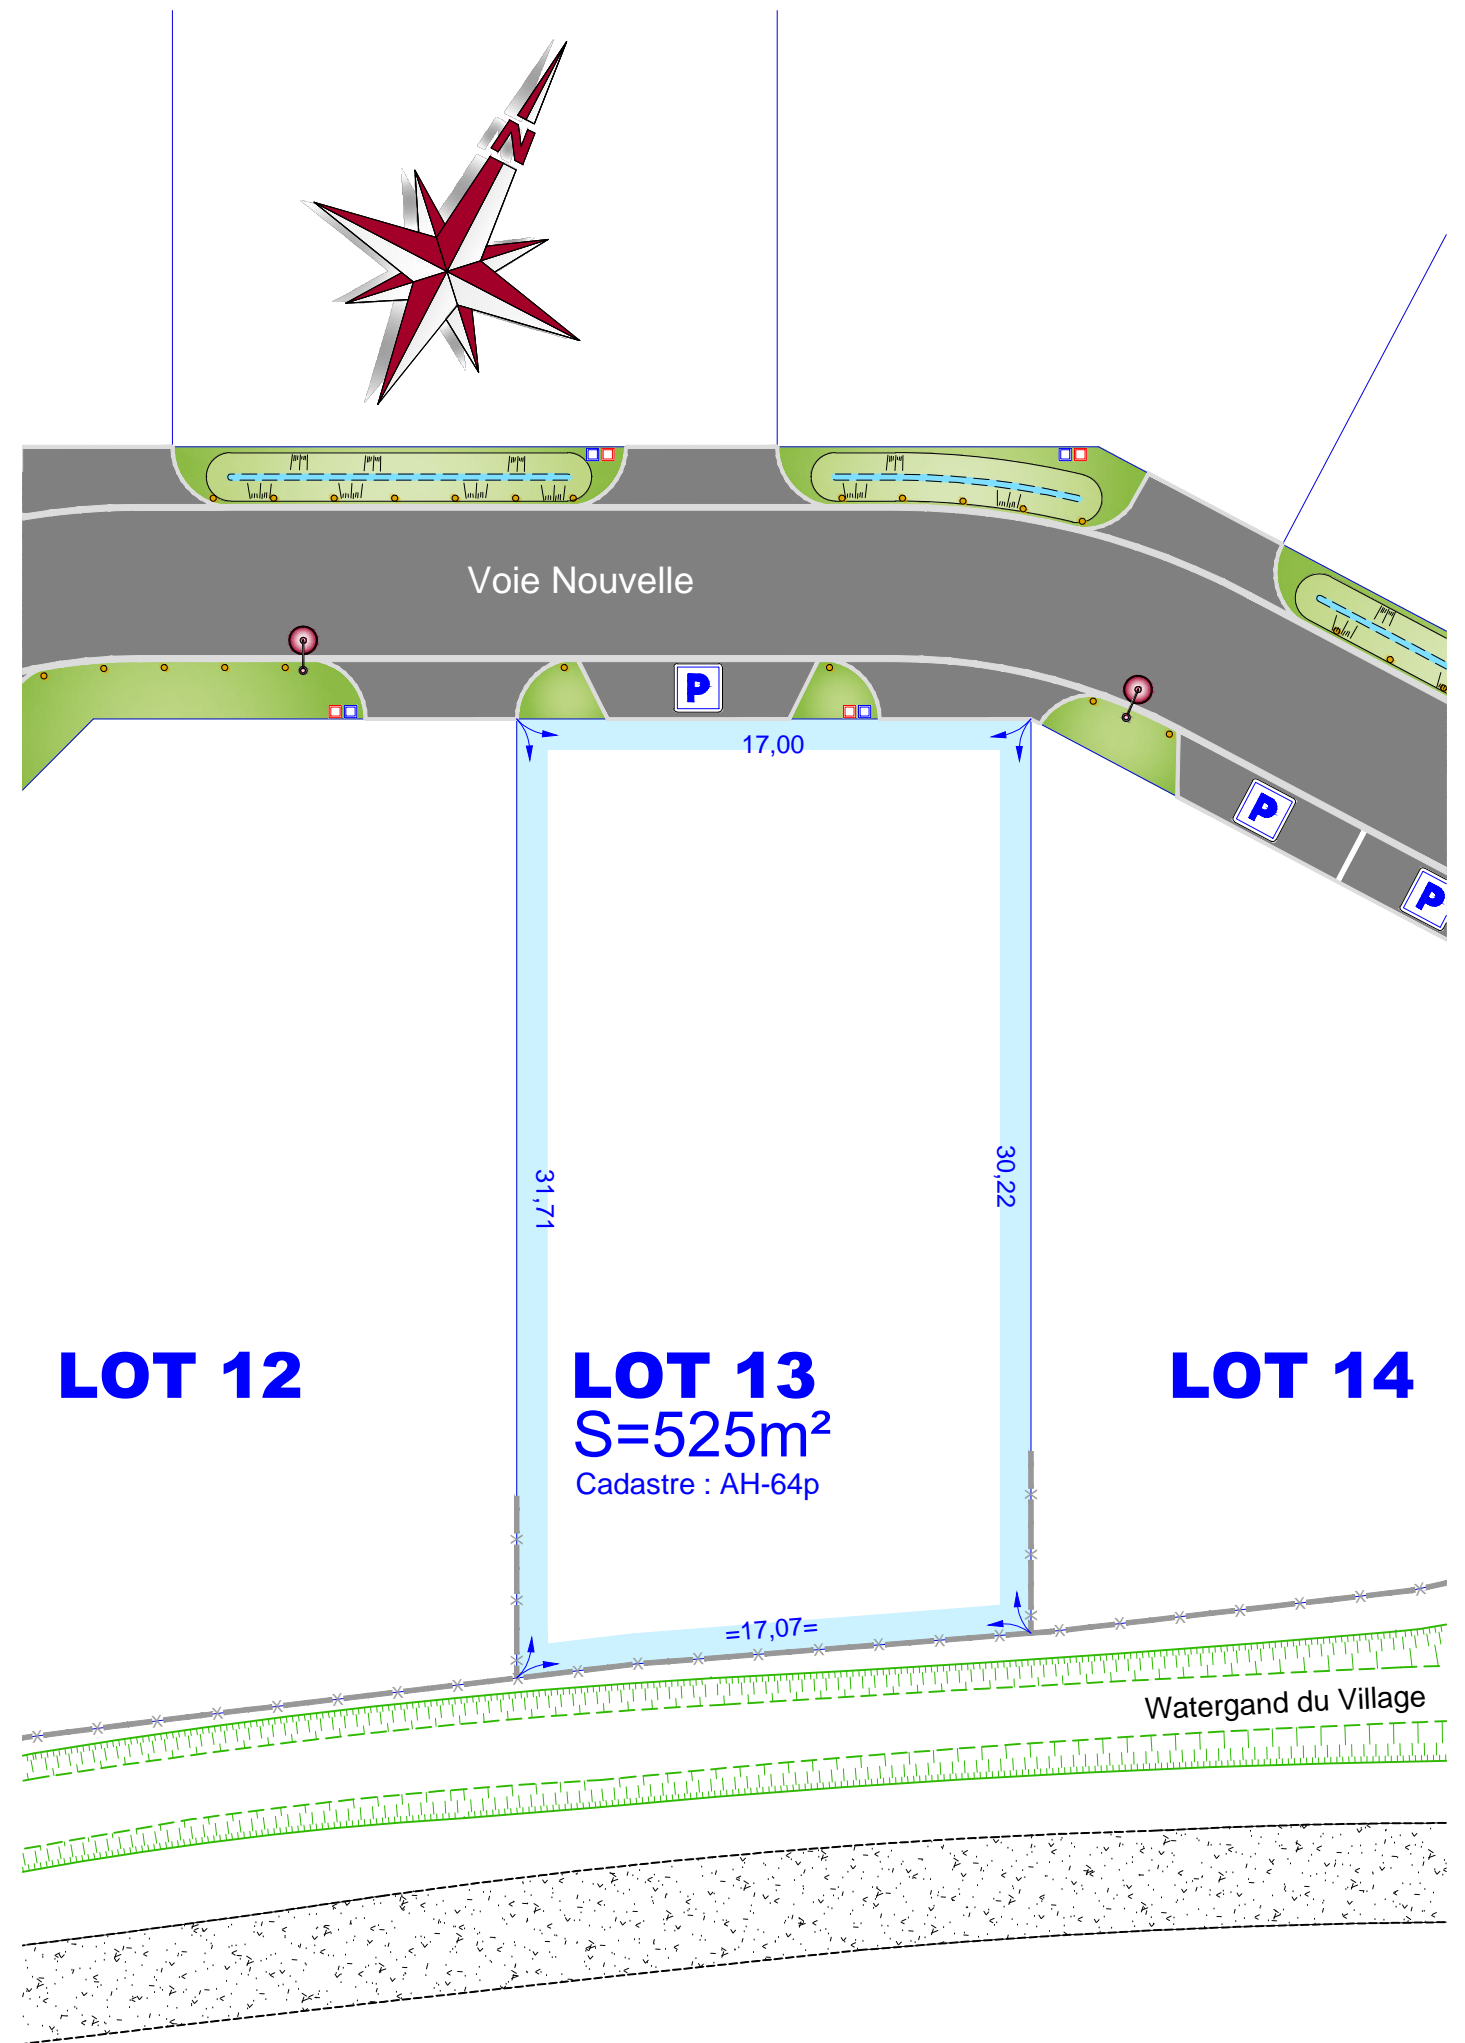 N
Voie Nouvelle
P
17,00
P
P
31,71
30,22
LOT 12
LOT 13
LOT 14
S=525m²
Cadastre : AH-64p
=17,07=
Watergand du Village